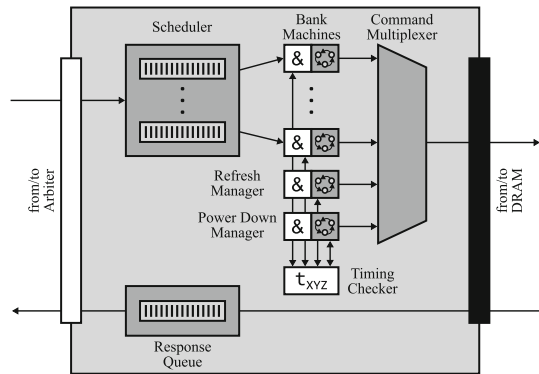 Scheduler
Bank
Machines
Command
Multiplexer
&
&
Refresh
Manager
&
Power Down
Manager
&
from/to
Arbiter
from/to
DRAM
tXYZ
Timing
Checker
Response
Queue